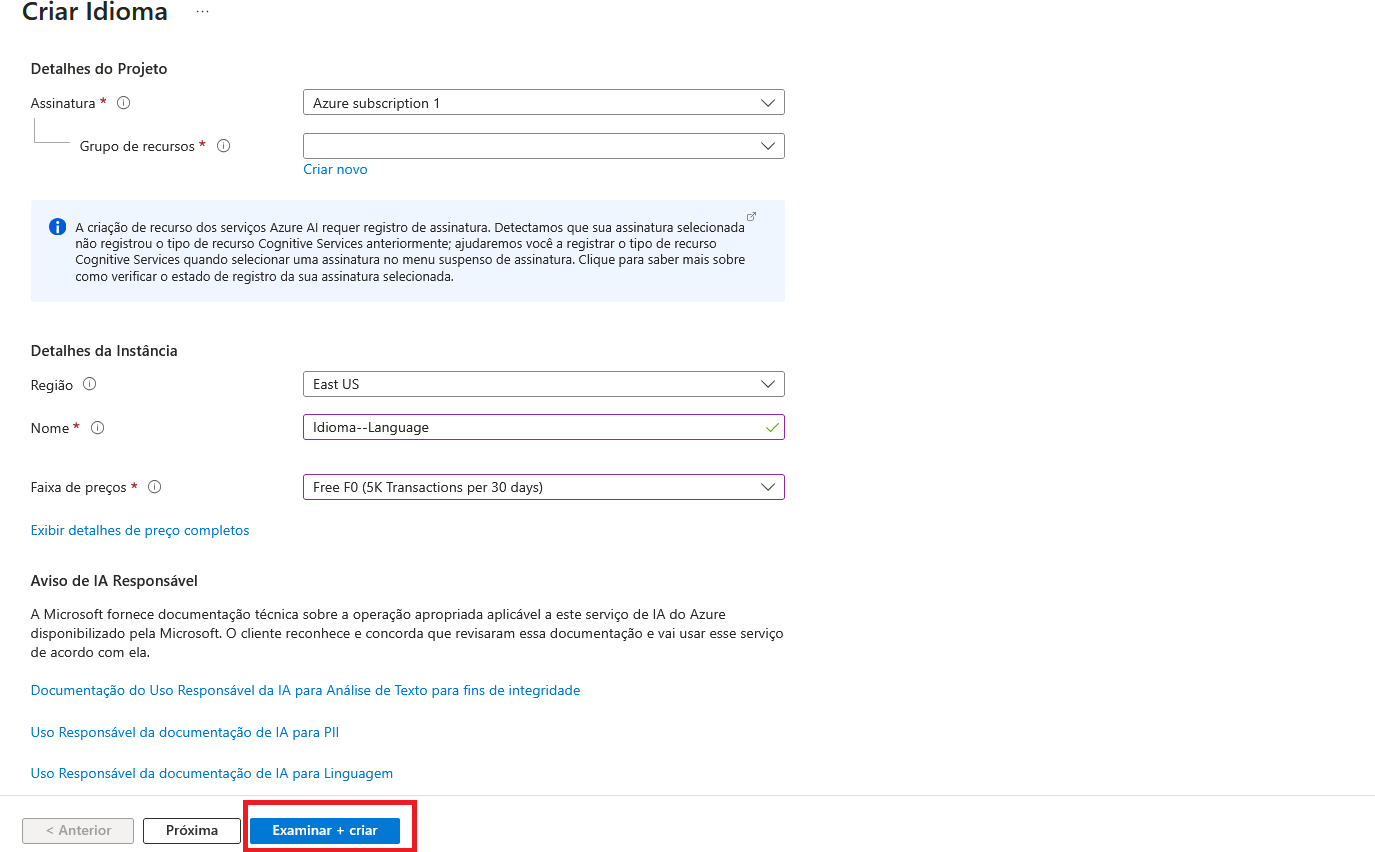 Criar Idioma ...
Detalhes do Projeto
Assinatura * Azure subscription 1
Grupo de recursos *
Criar novo
A criação de recurso dos serviços Azure AI requer registro de assinatura. Detectamos que sua assinatura selecionada
não registrou o tipo de recurso Cognitive Services anteriormente; ajudaremos você a registrar o tipo de recurso
Cognitive Services quando selecionar uma assinatura no menu suspenso de assinatura. Clique para saber mais sobre
como verificar o estado de registro da sua assinatura selecionada.
Detalhes da Instância
Região East US
Nome * Idioma--Language
Faixa de preços * Free F0 (5K Transactions per 30 days)
Exibir detalhes de preço completos
Aviso de IA Responsável
A Microsoft fornece documentação técnica sobre a operação apropriada aplicável a este serviço de IA do Azure
disponibilizado pela Microsoft. O cliente reconhece e concorda que revisaram essa documentação e vai usar esse serviço
de acordo com ela.
Documentação do Uso Responsável da IA para Análise de Texto para fins de integridade
Uso Responsável da documentação de IA para PII
Uso Responsável da documentação de IA para Linguagem
< Anterior Próxima Examinar + criar